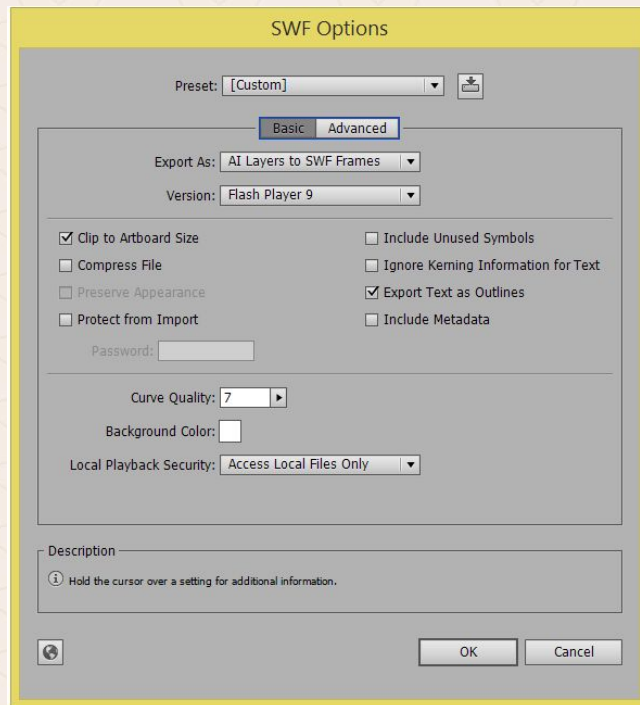 SWF Options
Preset: [Custom]
Basic Advanced
Export As: AI Layers to SWF Frames
Version: Flash Player 9
Clip to Artboard Size Include Unused Symbols
Compress File Ignore Kerning Information for Text
Preserve Appearance Export Text as Outlines
Protect from Import Include Metadata
Password:
Curve Quality: 7
Background Color:
Local Playback Security: Access Local Files Only
Description
Hold the cursor over a setting for additional information.
OK Cancel